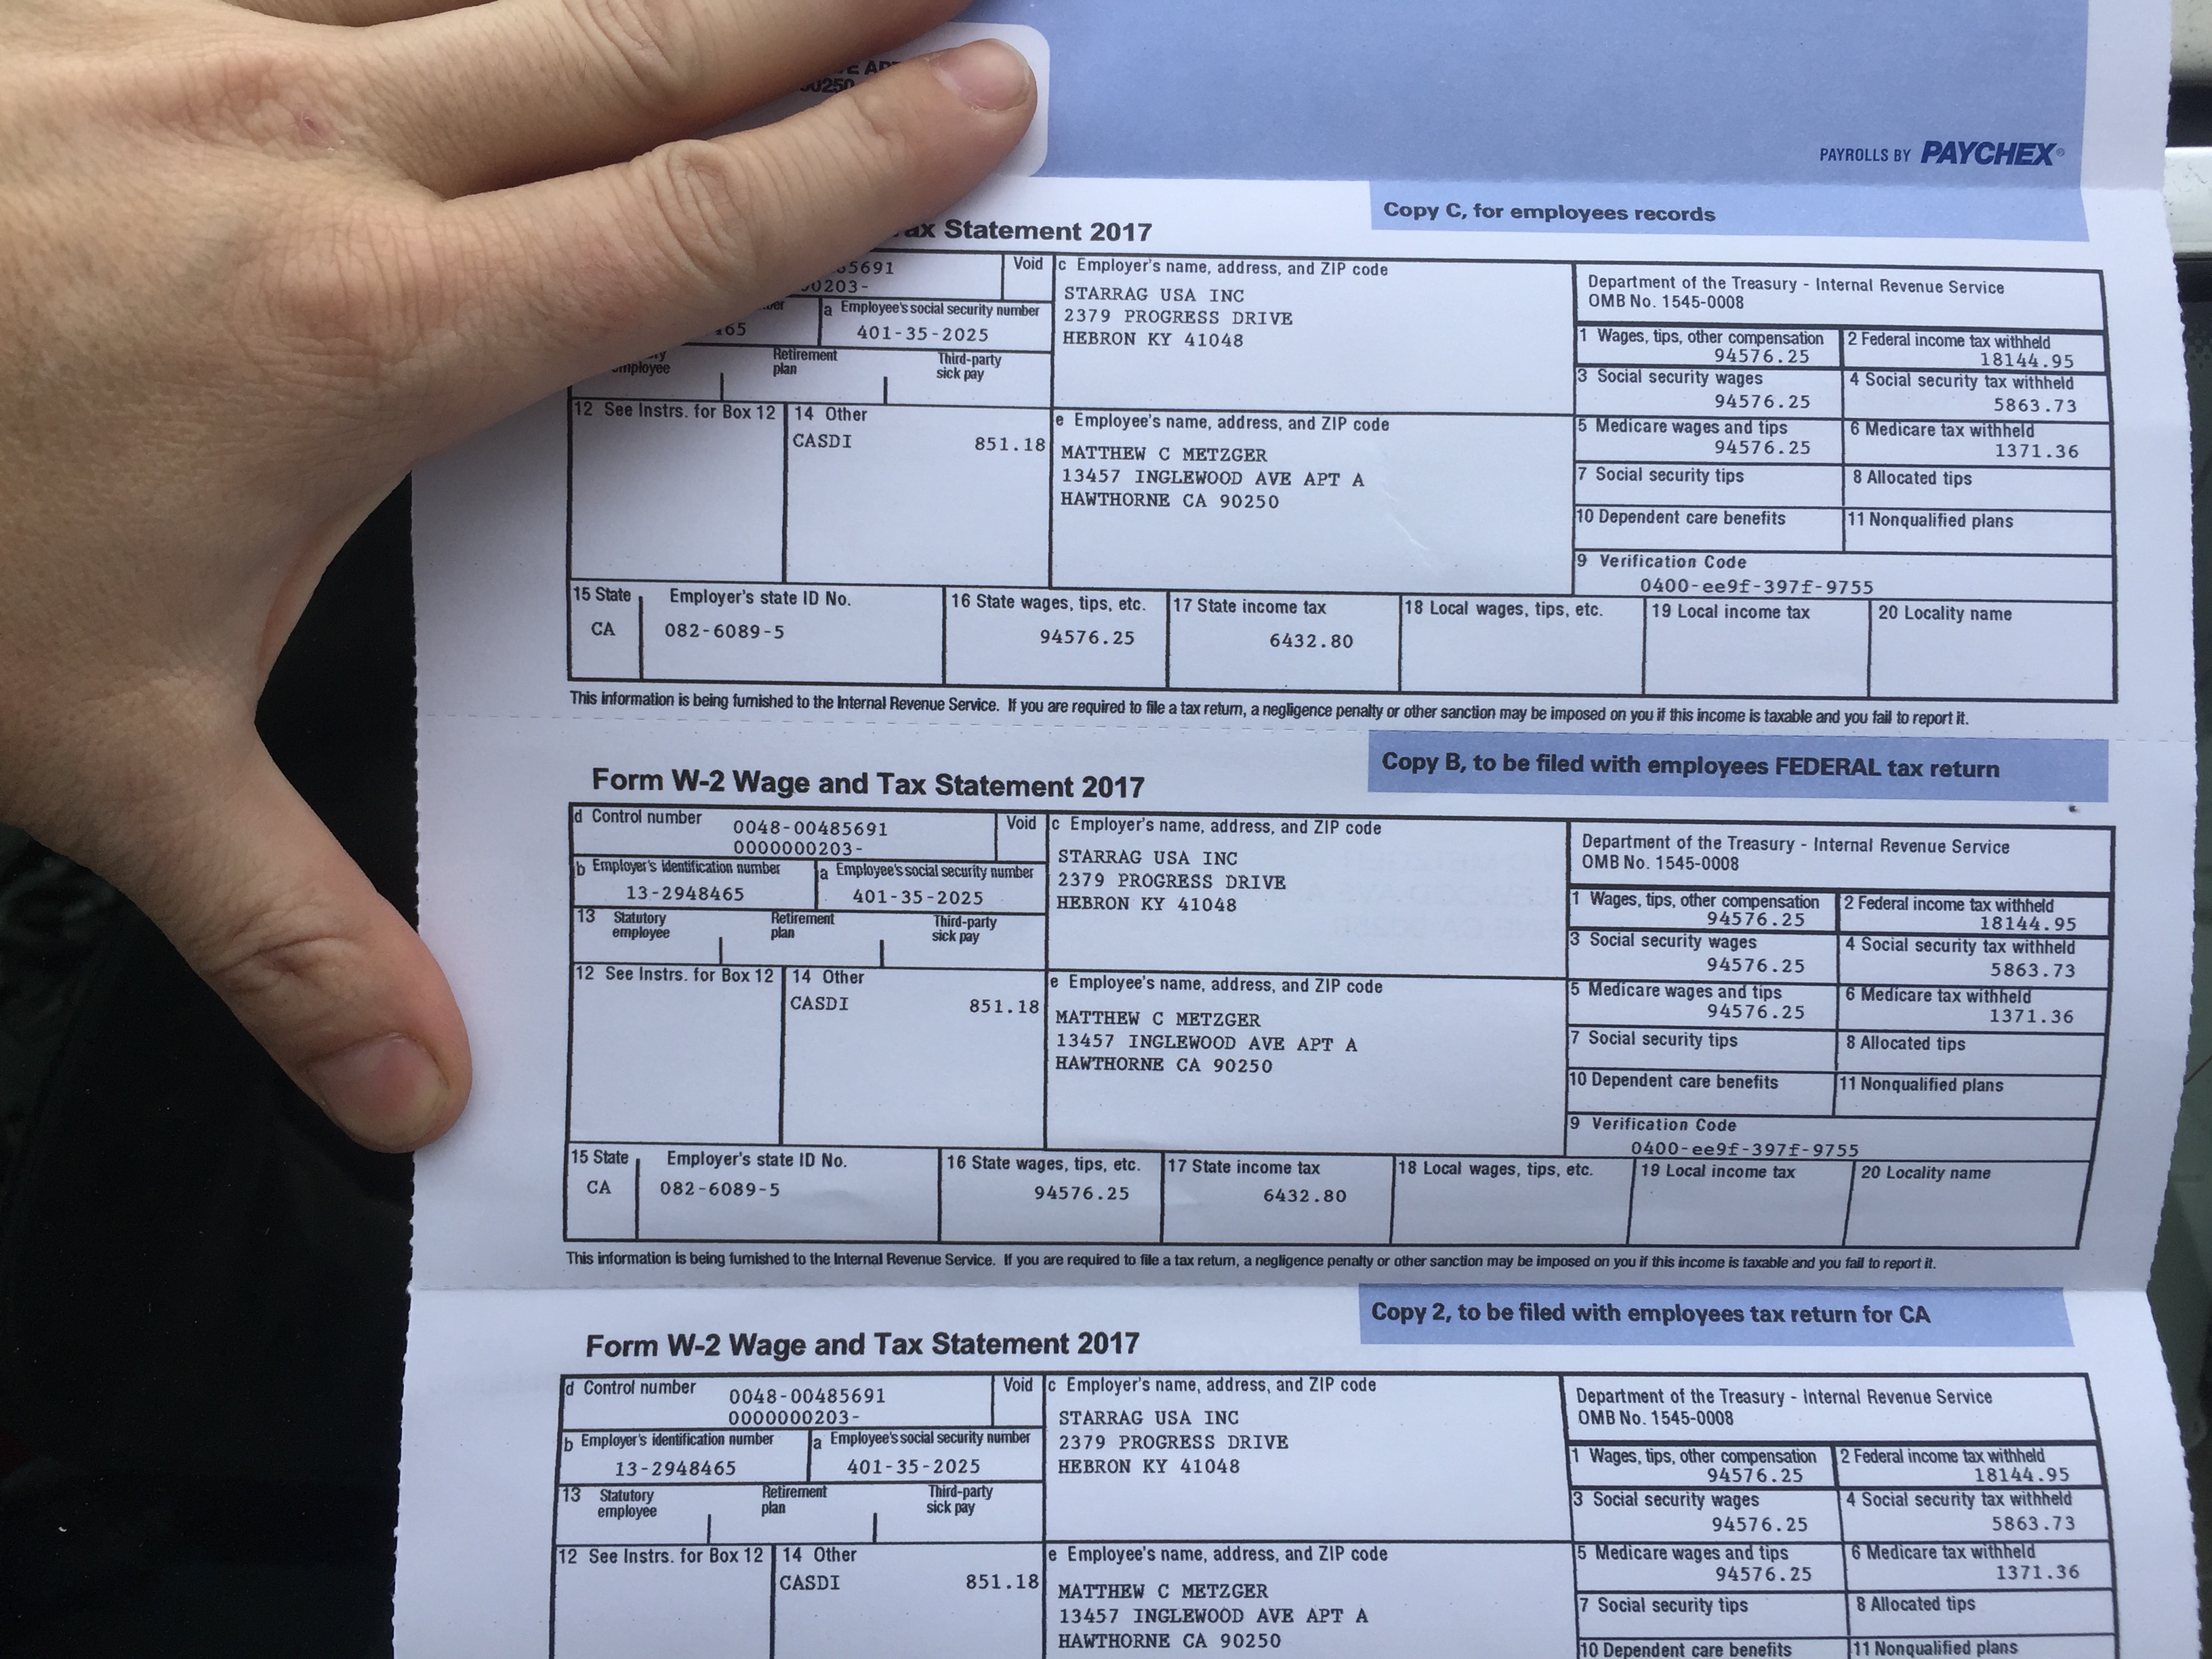 PAYROLLS BY PAYCHEX®
Copy C, for employees records
Statement 2017
Void
c Employer's name, address, and ZIP code
STARRAG USA INC
2379 PROGRESS DRIVE
HEBRON KY 41048
Department of the Treasury - Internal Revenue Service
OMB No. 1545-0008
a Employee's social security number
401-35-2025
1 Wages, tips, other compensation
94576.25
2 Federal income tax withheld
18144.95
Retirement
plan
Third-party
sick pay
3 Social security wages
94576.25
4 Social security tax withheld
5863.73
12 See Instrs. for Box 12
14 Other
CASDI 851.18
e Employee's name, address, and ZIP code
MATTHEW C METZGER
13457 INGLEWOOD AVE APT A
HAWTHORNE CA 90250
5 Medicare wages and tips
94576.25
6 Medicare tax withheld
1371.36
7 Social security tips
8 Allocated tips
10 Dependent care benefits
11 Nonqualified plans
9 Verification Code
0400-ee9f-397f-9755
15 State
CA
Employer's state ID No.
082-6089-5
16 State wages, tips, etc.
94576.25
17 State income tax
6432.80
18 Local wages, tips, etc.
19 Local income tax
20 Locality name
This information is being furnished to the Internal Revenue Service. If you are required to file a tax return, a negligence penalty or other sanction may be imposed on you if this income is taxable and you fail to report it.
Form W-2 Wage and Tax Statement 2017
Copy B, to be filed with employees FEDERAL tax return
d Control number
0048-00485691
0000000203-
Void
c Employer's name, address, and ZIP code
STARRAG USA INC
2379 PROGRESS DRIVE
HEBRON KY 41048
Department of the Treasury - Internal Revenue Service
OMB No. 1545-0008
b Employer's identification number
13-2948465
a Employee's social security number
401-35-2025
1 Wages, tips, other compensation
94576.25
2 Federal income tax withheld
18144.95
13 Statutory
employee
Retirement
plan
Third-party
sick pay
3 Social security wages
94576.25
4 Social security tax withheld
5863.73
12 See Instrs. for Box 12
14 Other
CASDI 851.18
e Employee's name, address, and ZIP code
MATTHEW C METZGER
13457 INGLEWOOD AVE APT A
HAWTHORNE CA 90250
5 Medicare wages and tips
94576.25
6 Medicare tax withheld
1371.36
7 Social security tips
8 Allocated tips
10 Dependent care benefits
11 Nonqualified plans
9 Verification Code
0400-ee9f-397f-9755
15 State
CA
Employer's state ID No.
082-6089-5
16 State wages, tips, etc.
94576.25
17 State income tax
6432.80
18 Local wages, tips, etc.
19 Local income tax
20 Locality name
This information is being furnished to the Internal Revenue Service. If you are required to file a tax return, a negligence penalty or other sanction may be imposed on you if this income is taxable and you fail to report it.
Form W-2 Wage and Tax Statement 2017
Copy 2, to be filed with employees tax return for CA
d Control number
0048-00485691
0000000203-
Void
c Employer's name, address, and ZIP code
STARRAG USA INC
2379 PROGRESS DRIVE
HEBRON KY 41048
Department of the Treasury - Internal Revenue Service
OMB No. 1545-0008
b Employer's identification number
13-2948465
a Employee's social security number
401-35-2025
1 Wages, tips, other compensation
94576.25
2 Federal income tax withheld
18144.95
13 Statutory
employee
Retirement
plan
Third-party
sick pay
3 Social security wages
94576.25
4 Social security tax withheld
5863.73
12 See Instrs. for Box 12
14 Other
CASDI 851.18
e Employee's name, address, and ZIP code
MATTHEW C METZGER
13457 INGLEWOOD AVE APT A
HAWTHORNE CA 90250
5 Medicare wages and tips
94576.25
6 Medicare tax withheld
1371.36
7 Social security tips
8 Allocated tips
10 Dependent care benefits
11 Nonqualified plans